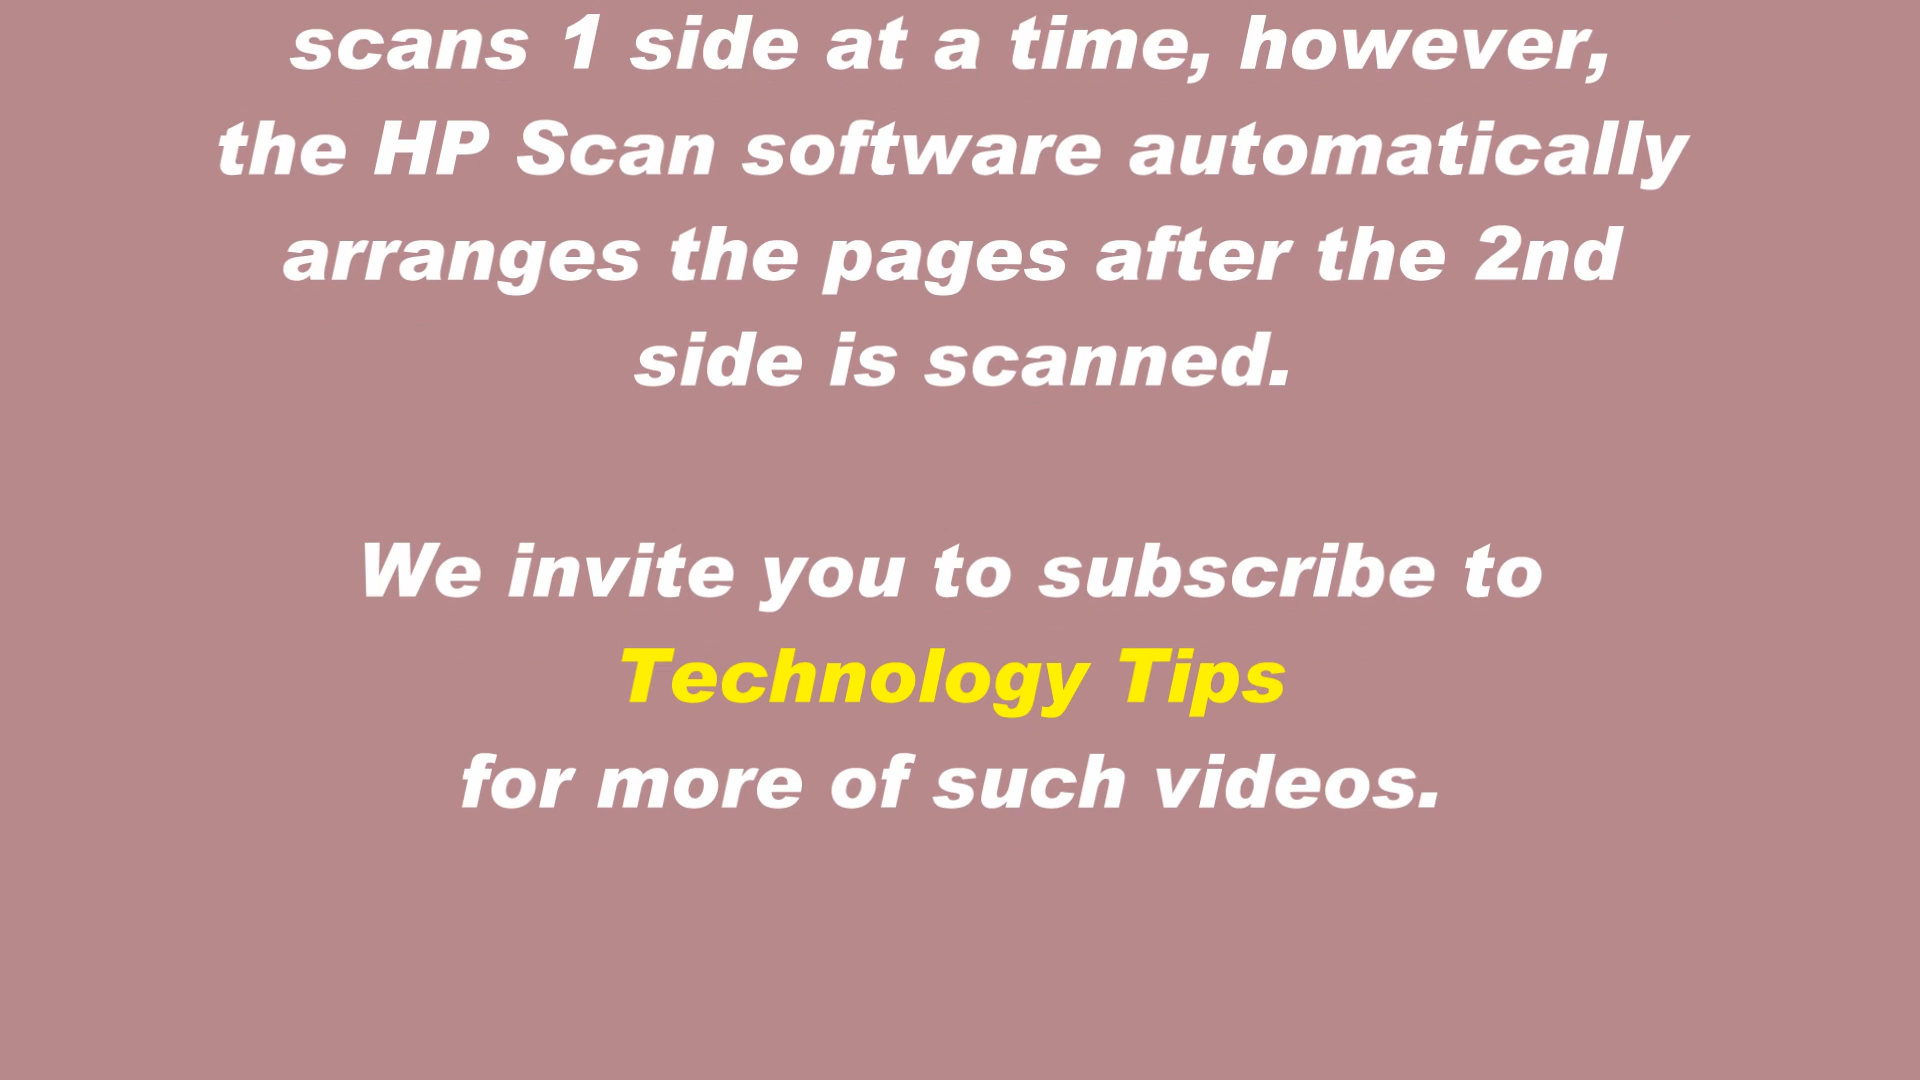 scans 1 side at a time, however,
the HP Scan software automatically
arranges the pages after the 2nd
side is scanned.
We invite you to subscribe to
Technology Tips
for more of such videos.